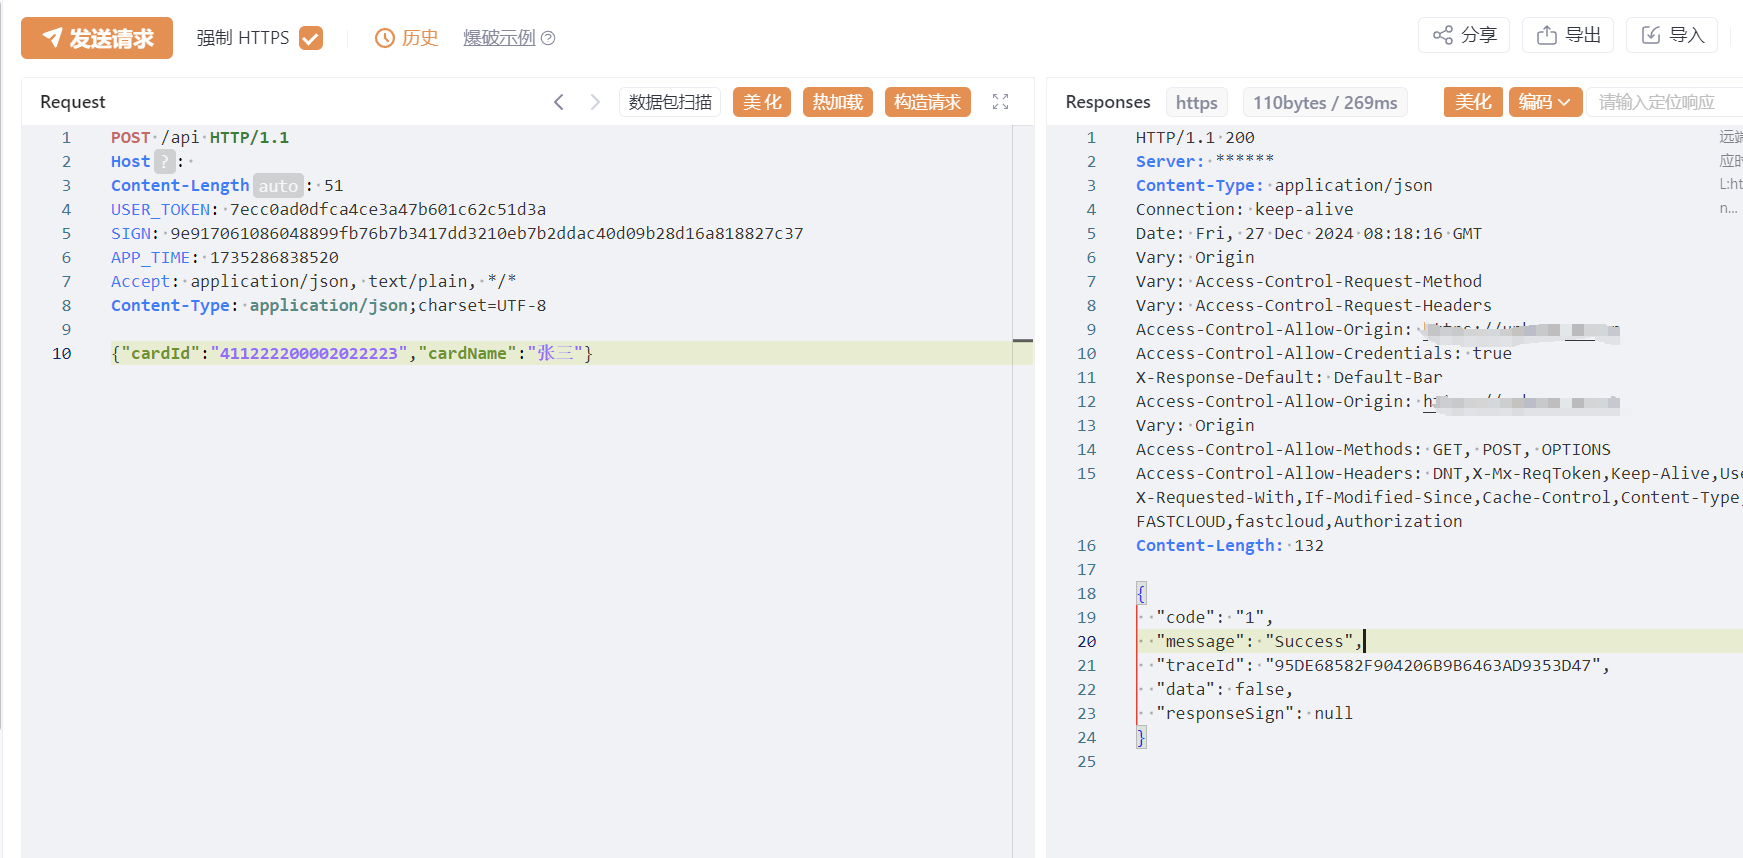 发送请求 强制 HTTPS 历史 爆破示例 分享 导出 导入
Request 数据包扫描 美化 热加载 构造请求
1 POST /api HTTP/1.1
2 Host ? :
3 Content-Length auto : 51
4 USER_TOKEN: 7ecc0ad0dfca4ce3a47b601c62c51d3a
5 SIGN: 9e917061086048899fb76b7b3417dd3210eb7b2ddac40d09b28d16a818827c37
6 APP_TIME: 1735286838520
7 Accept: application/json, text/plain, */*
8 Content-Type: application/json;charset=UTF-8
9
10 {"cardId":"411222200002022223","cardName":"张三"}
Responses https 110bytes / 269ms 美化 编码 请输入定位响应
1 HTTP/1.1 200
2 Server: ******
3 Content-Type: application/json
4 Connection: keep-alive
5 Date: Fri, 27 Dec 2024 08:18:16 GMT
6 Vary: Origin
7 Vary: Access-Control-Request-Method
8 Vary: Access-Control-Request-Headers
9 Access-Control-Allow-Origin:
10 Access-Control-Allow-Credentials: true
11 X-Response-Default: Default-Bar
12 Access-Control-Allow-Origin:
13 Vary: Origin
14 Access-Control-Allow-Methods: GET, POST, OPTIONS
15 Access-Control-Allow-Headers: DNT,X-Mx-ReqToken,Keep-Alive,Use
X-Requested-With,If-Modified-Since,Cache-Control,Content-Type,
FASTCLOUD,fastcloud,Authorization
16 Content-Length: 132
17
18 {
19 "code": "1",
20 "message": "Success",
21 "traceId": "95DE68582F904206B9B6463AD9353D47",
22 "data": false,
23 "responseSign": null
24 }
25
远端
应时
L:ht
n...